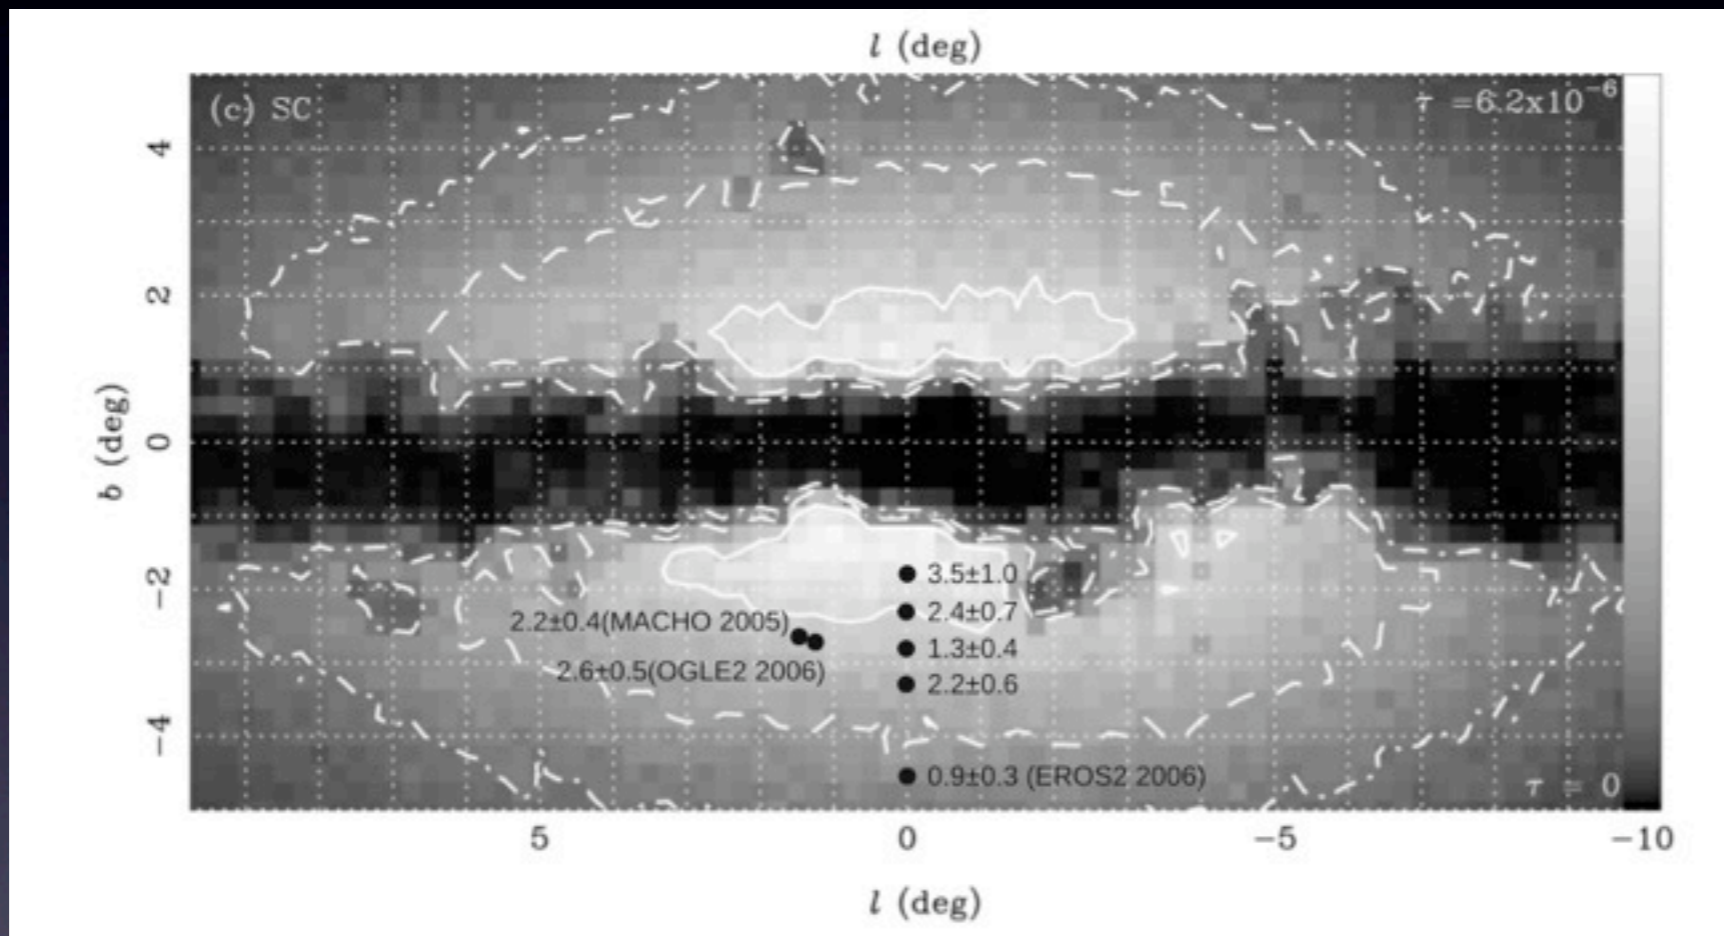 l (deg)
(c) SC
τ =6.2x10⁻⁶
4
2
0
−2
−4
b (deg)
3.5±1.0
2.4±0.7
2.2±0.4(MACHO 2005)
1.3±0.4
2.6±0.5(OGLE2 2006)
2.2±0.6
0.9±0.3 (EROS2 2006)
τ = 0
5 0 −5 −10
l (deg)